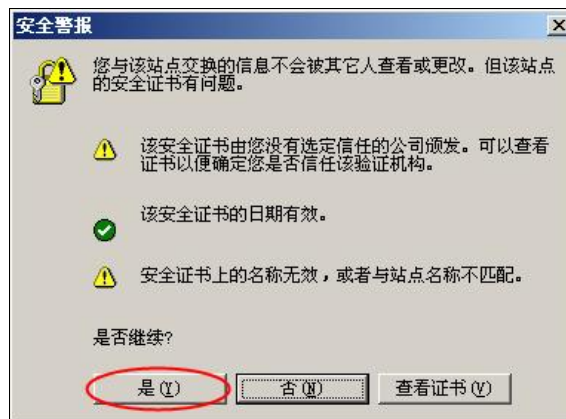 安全警报
您与该站点交换的信息不会被其它人查看或更改。但该站点
的安全证书有问题。
该安全证书由您没有选定信任的公司颁发。可以查看
证书以便确定您是否信任该验证机构。
该安全证书的日期有效。
安全证书上的名称无效，或者与站点名称不匹配。
是否继续?
是(Y) 否(N) 查看证书(V)